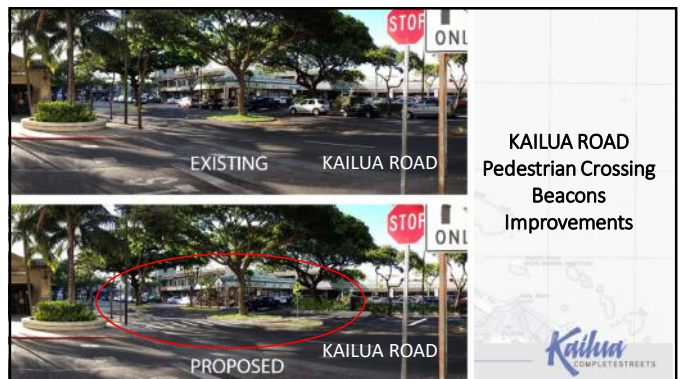 STOP
ONL
EXISTING KAILUA ROAD
STOP
ONL
PROPOSED KAILUA ROAD
KAILUA ROAD
Pedestrian Crossing
Beacons
Improvements
Kailua
COMPLETESTREETS